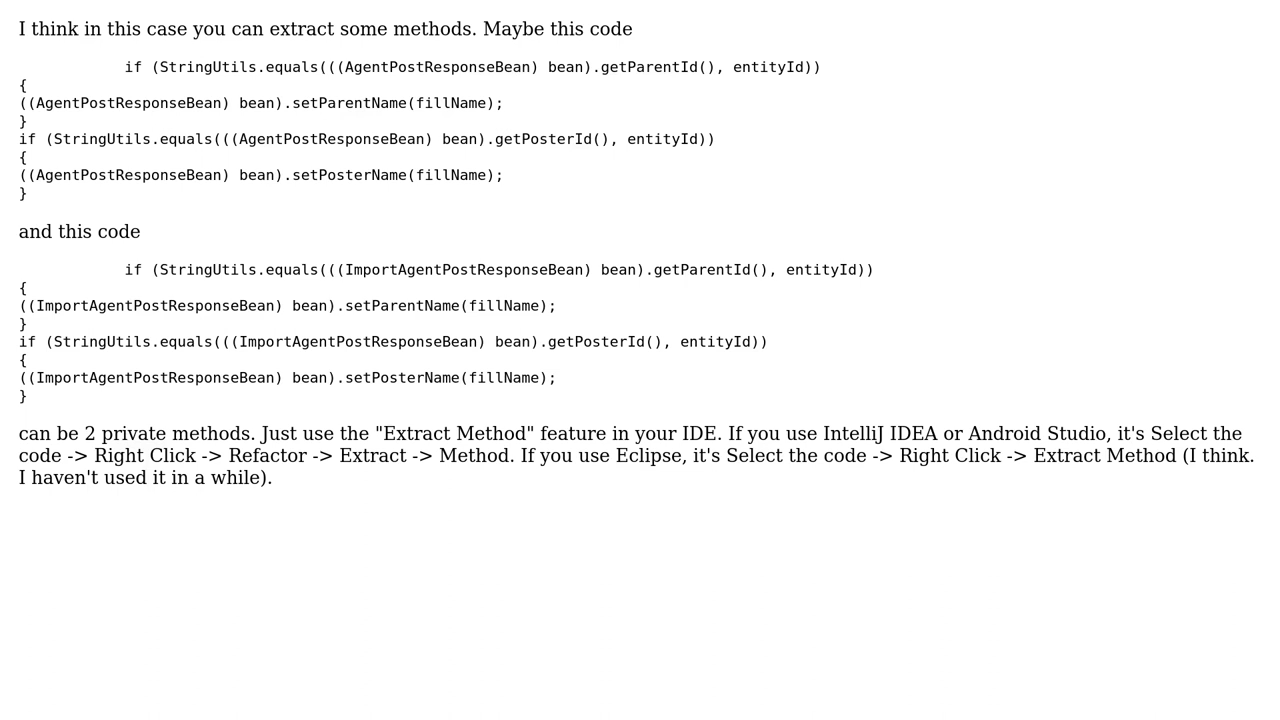 I think in this case you can extract some methods. Maybe this code
if (StringUtils.equals(((AgentPostResponseBean) bean).getParentId(), entityId))
{
((AgentPostResponseBean) bean).setParentName(fillName);
}
if (StringUtils.equals(((AgentPostResponseBean) bean).getPosterId(), entityId))
{
((AgentPostResponseBean) bean).setPosterName(fillName);
}
and this code
if (StringUtils.equals(((ImportAgentPostResponseBean) bean).getParentId(), entityId))
{
((ImportAgentPostResponseBean) bean).setParentName(fillName);
}
if (StringUtils.equals(((ImportAgentPostResponseBean) bean).getPosterId(), entityId))
{
((ImportAgentPostResponseBean) bean).setPosterName(fillName);
}
can be 2 private methods. Just use the "Extract Method" feature in your IDE. If you use IntelliJ IDEA or Android Studio, it's Select the
code -> Right Click -> Refactor -> Extract -> Method. If you use Eclipse, it's Select the code -> Right Click -> Extract Method (I think.
I haven't used it in a while).